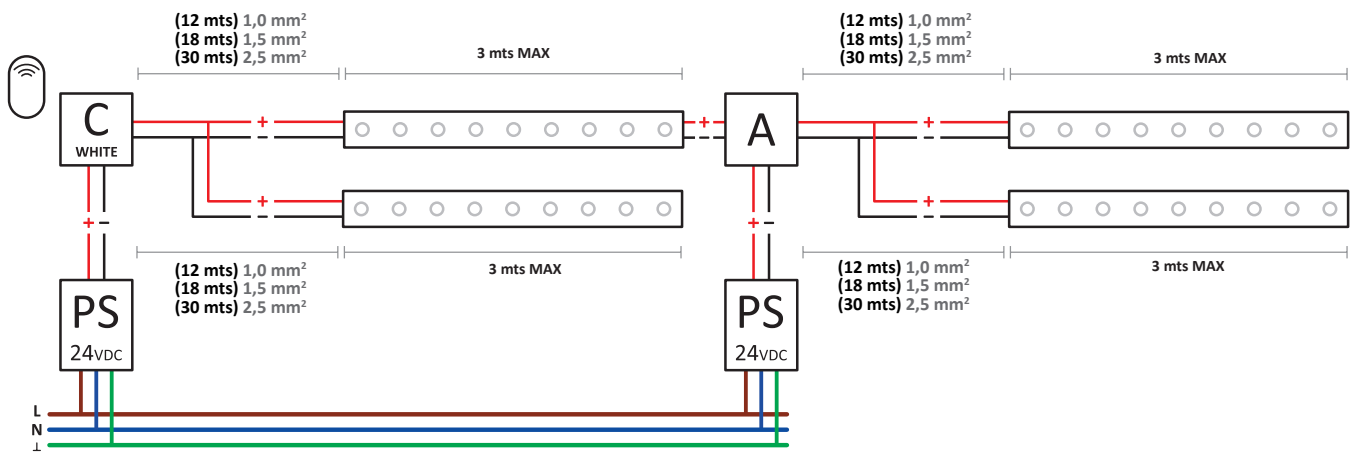 (12 mts) 1,0 mm²
(18 mts) 1,5 mm²
(30 mts) 2,5 mm²
3 mts MAX
(12 mts) 1,0 mm²
(18 mts) 1,5 mm²
(30 mts) 2,5 mm²
3 mts MAX
C
WHITE
+
−
+
−
A
+
−
+
−
+
−
+
−
+
−
(12 mts) 1,0 mm²
(18 mts) 1,5 mm²
(30 mts) 2,5 mm²
3 mts MAX
(12 mts) 1,0 mm²
(18 mts) 1,5 mm²
(30 mts) 2,5 mm²
3 mts MAX
PS
24VDC
PS
24VDC
L
N
⊥